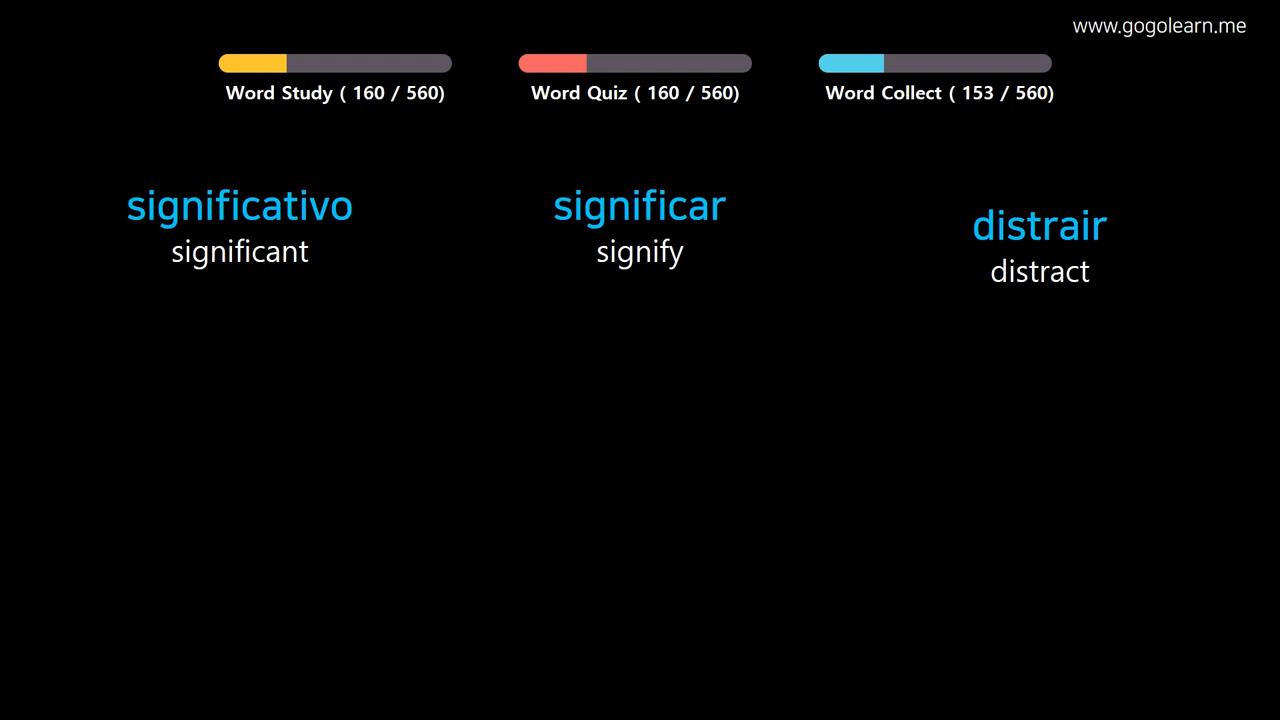 www.gogolearn.me
Word Study ( 160 / 560)
Word Quiz ( 160 / 560)
Word Collect ( 153 / 560)
significativo
significant
significar
signify
distrair
distract